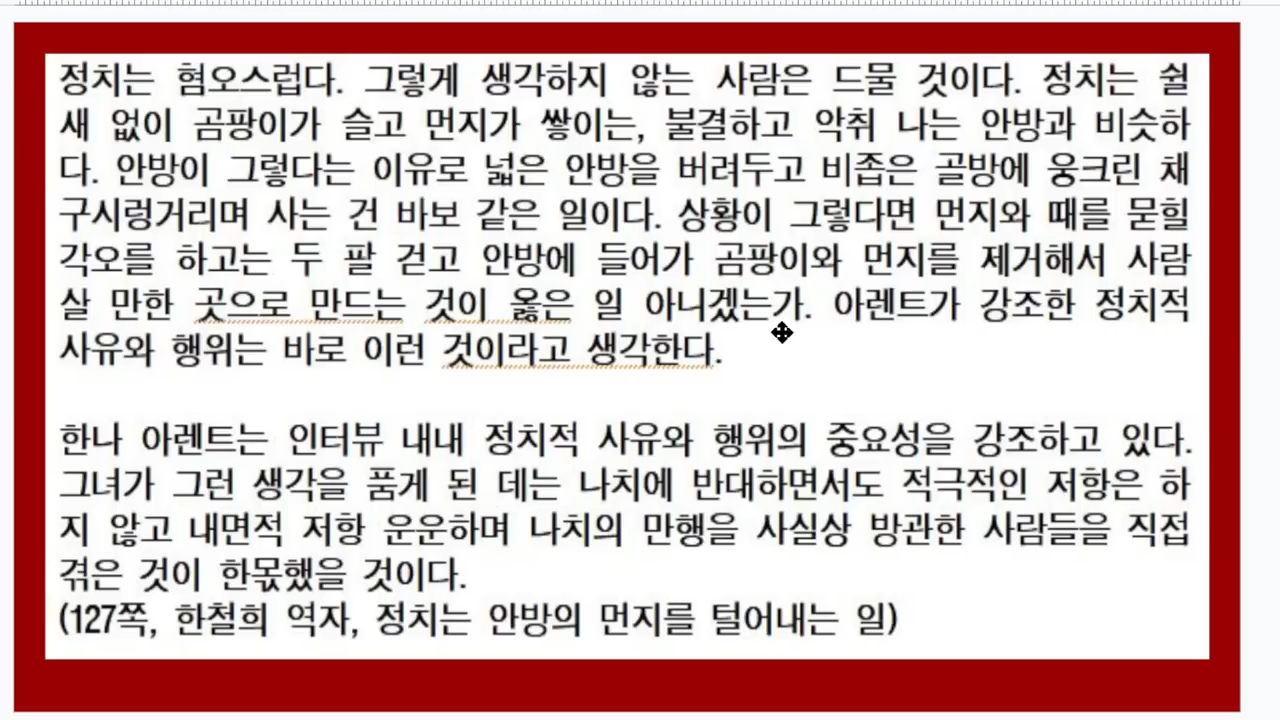 정치는 혐오스럽다. 그렇게 생각하지 않는 사람은 드물 것이다. 정치는 쉴
새 없이 곰팡이가 슬고 먼지가 쌓이는, 불결하고 악취 나는 안방과 비슷하
다. 안방이 그렇다는 이유로 넓은 안방을 버려두고 비좁은 골방에 웅크린 채
구시렁거리며 사는 건 바보 같은 일이다. 상황이 그렇다면 먼지와 때를 묻힐
각오를 하고는 두 팔 걷고 안방에 들어가 곰팡이와 먼지를 제거해서 사람
살 만한 곳으로 만드는 것이 옳은 일 아니겠는가. 아렌트가 강조한 정치적
사유와 행위는 바로 이런 것이라고 생각한다.
한나 아렌트는 인터뷰 내내 정치적 사유와 행위의 중요성을 강조하고 있다.
그녀가 그런 생각을 품게 된 데는 나치에 반대하면서도 적극적인 저항은 하
지 않고 내면적 저항 운운하며 나치의 만행을 사실상 방관한 사람들을 직접
겪은 것이 한몫했을 것이다.
(127쪽, 한철희 역자, 정치는 안방의 먼지를 털어내는 일)